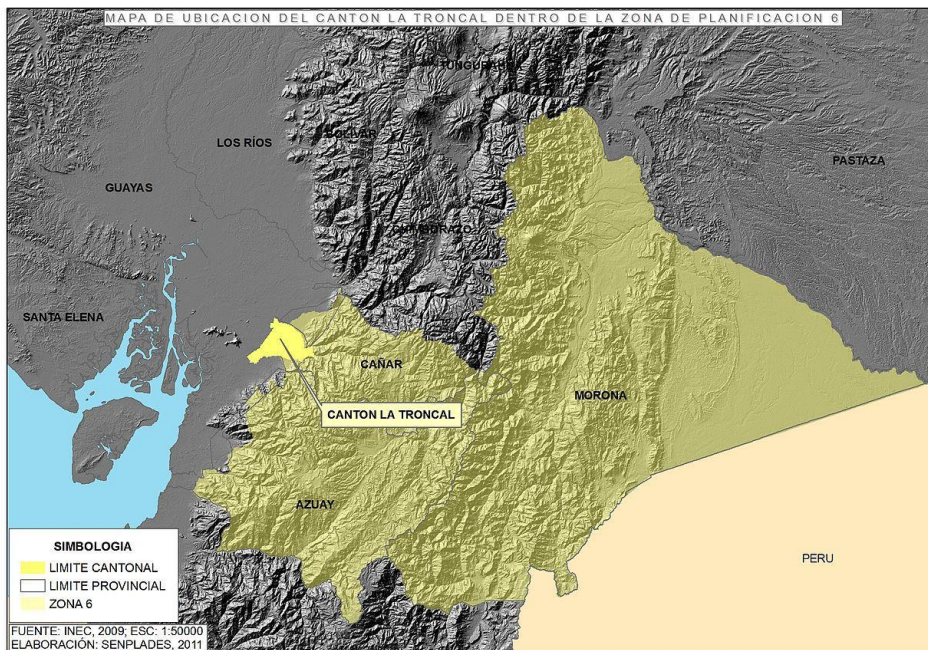 MAPA DE UBICACION DEL CANTON LA TRONCAL DENTRO DE LA ZONA DE PLANIFICACION 6
TUNGURAHUA
BOLIVAR
LOS RÍOS
PASTAZA
GUAYAS
CHIMBORAZO
SANTA ELENA
CAÑAR
MORONA
CANTON LA TRONCAL
AZUAY
PERU
SIMBOLOGIA
LIMITE CANTONAL
LIMITE PROVINCIAL
ZONA 6
FUENTE: INEC, 2009; ESC: 1:50000
ELABORACIÓN: SENPLADES, 2011